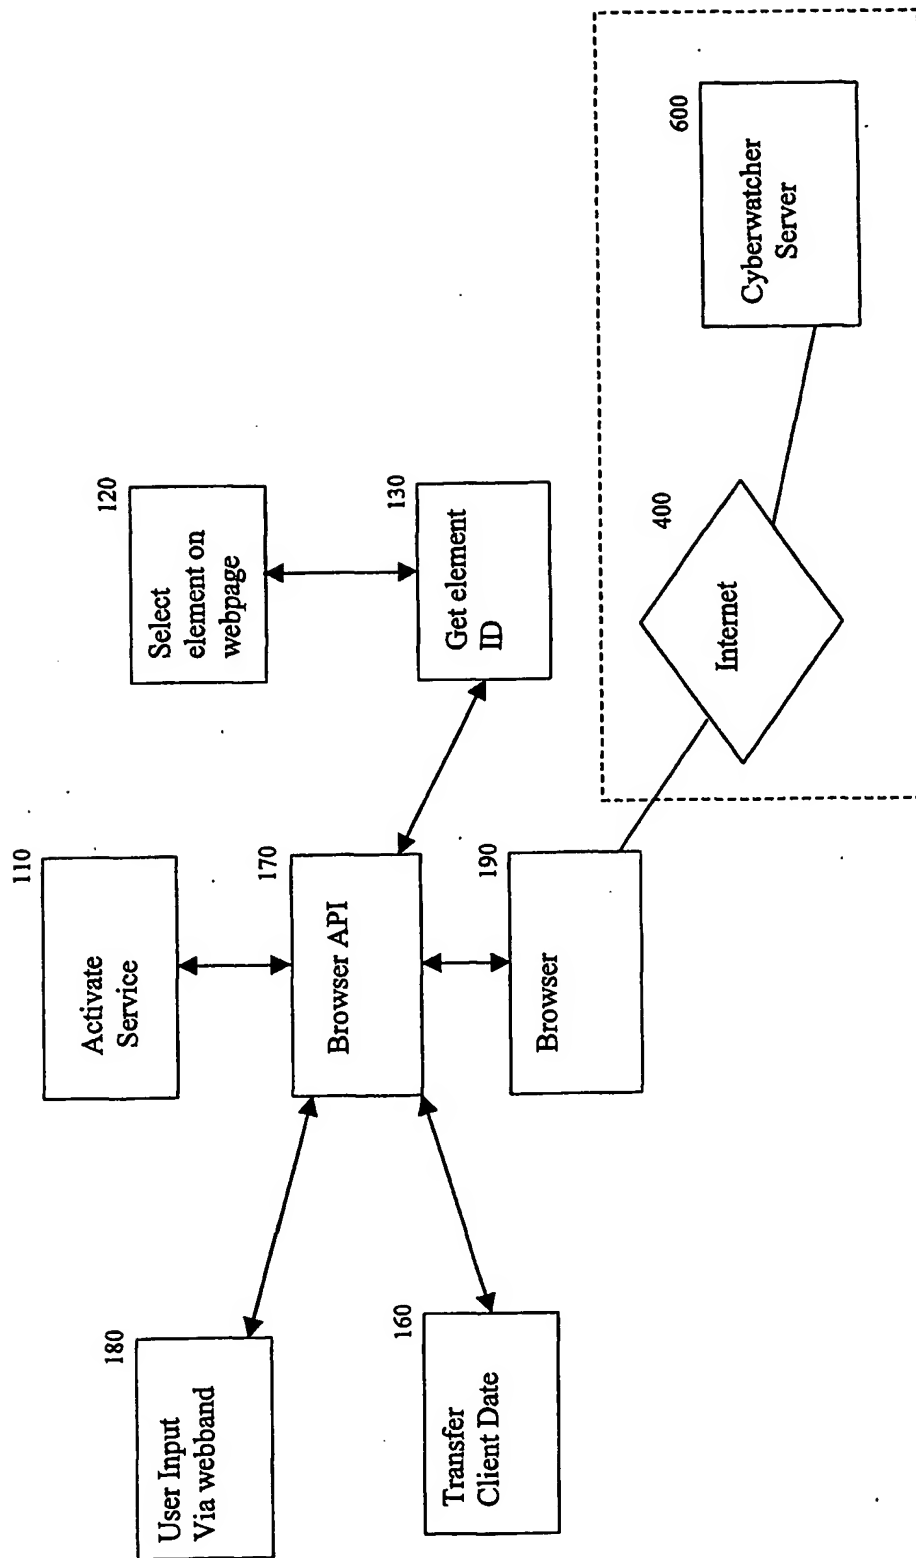 110
Activate
Service
120
Select
element on
webpage
180
User Input
Via webband
170
Browser API
130
Get element
ID
160
Transfer
Client Date
190
Browser
400
Internet
600
Cyberwatcher
Server